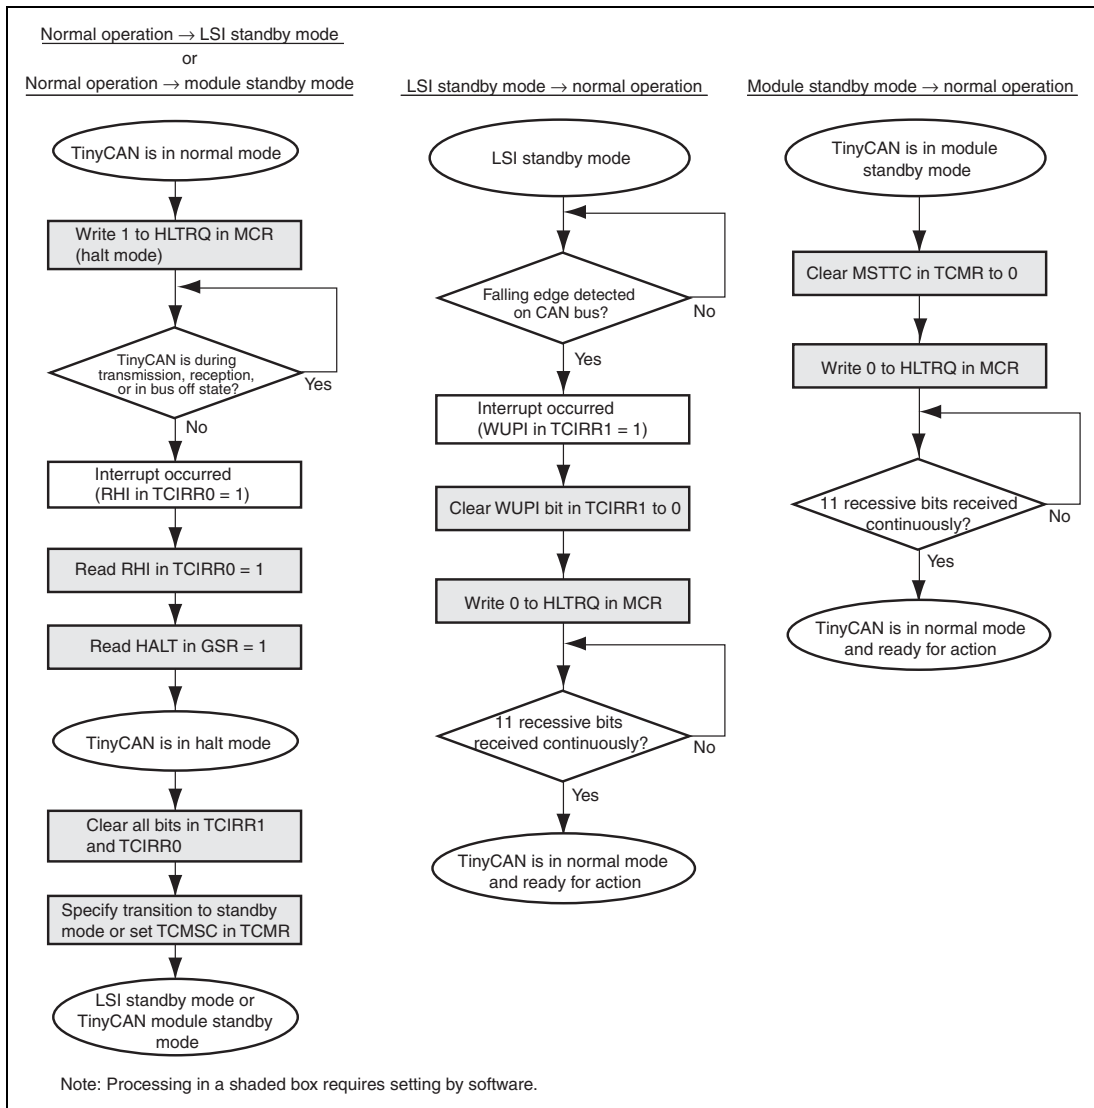 Normal operation → LSI standby mode
or
Normal operation → module standby mode
TinyCAN is in normal mode
Write 1 to HLTRQ in MCR
(halt mode)
TinyCAN is during
transmission, reception,
or in bus off state?
Yes
No
Interrupt occurred
(RHI in TCIRR0 = 1)
Read RHI in TCIRR0 = 1
Read HALT in GSR = 1
TinyCAN is in halt mode
Clear all bits in TCIRR1
and TCIRR0
Specify transition to standby
mode or set TCMSC in TCMR
LSI standby mode or
TinyCAN module standby
mode
LSI standby mode → normal operation
LSI standby mode
Falling edge detected
on CAN bus?
No
Yes
Interrupt occurred
(WUPI in TCIRR1 = 1)
Clear WUPI bit in TCIRR1 to 0
Write 0 to HLTRQ in MCR
11 recessive bits
received continuously?
No
Yes
TinyCAN is in normal mode
and ready for action
Module standby mode → normal operation
TinyCAN is in module
standby mode
Clear MSTTC in TCMR to 0
Write 0 to HLTRQ in MCR
11 recessive bits received
continuously?
No
Yes
TinyCAN is in normal mode
and ready for action
Note: Processing in a shaded box requires setting by software.